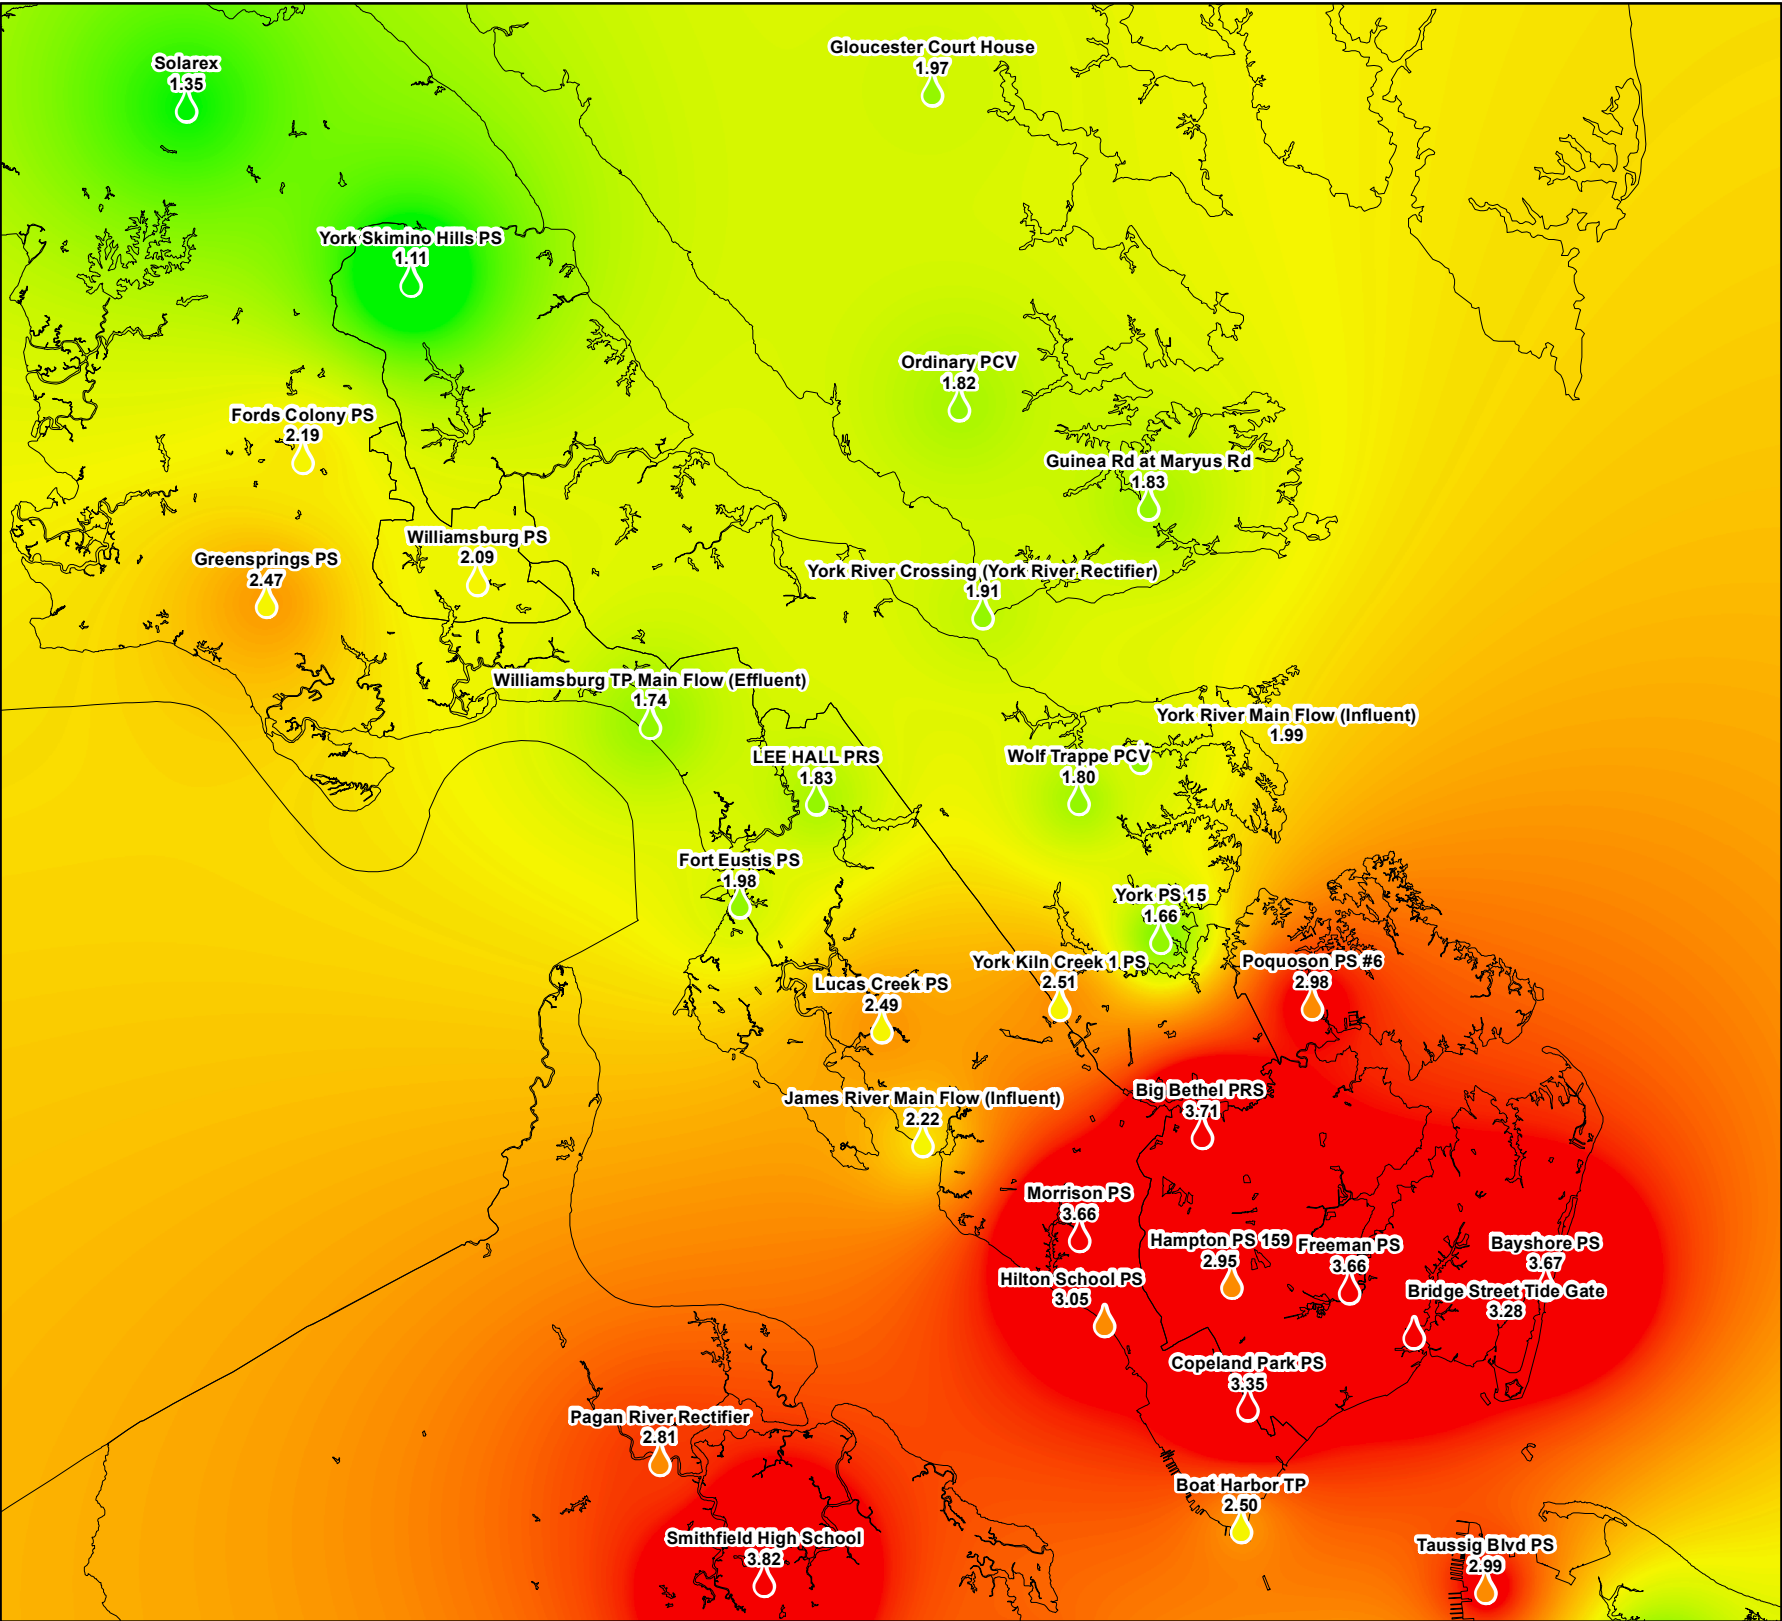 Gloucester Court House
1.97
Solarex
1.35
York Skimino Hills PS
1.11
Ordinary PCV
1.82
Fords Colony PS
2.19
Guinea Rd at Maryus Rd
1.83
Williamsburg PS
2.09
Greensprings PS
2.47
York River Crossing (York River Rectifier)
1.91
Williamsburg TP Main Flow (Effluent)
1.74
York River Main Flow (Influent)
1.99
LEE HALL PRS
1.83
Wolf Trappe PCV
1.80
Fort Eustis PS
1.98
York PS 15
1.66
York Kiln Creek 1 PS
2.51
Poquoson PS #6
2.98
Lucas Creek PS
2.49
Big Bethel PRS
3.71
James River Main Flow (Influent)
2.22
Morrison PS
3.66
Hampton PS 159
2.95
Freeman PS
3.66
Bayshore PS
3.67
Hilton School PS
3.05
Bridge Street Tide Gate
3.28
Copeland Park PS
3.35
Pagan River Rectifier
2.81
Boat Harbor TP
2.50
Smithfield High School
3.82
Taussig Blvd PS
2.99